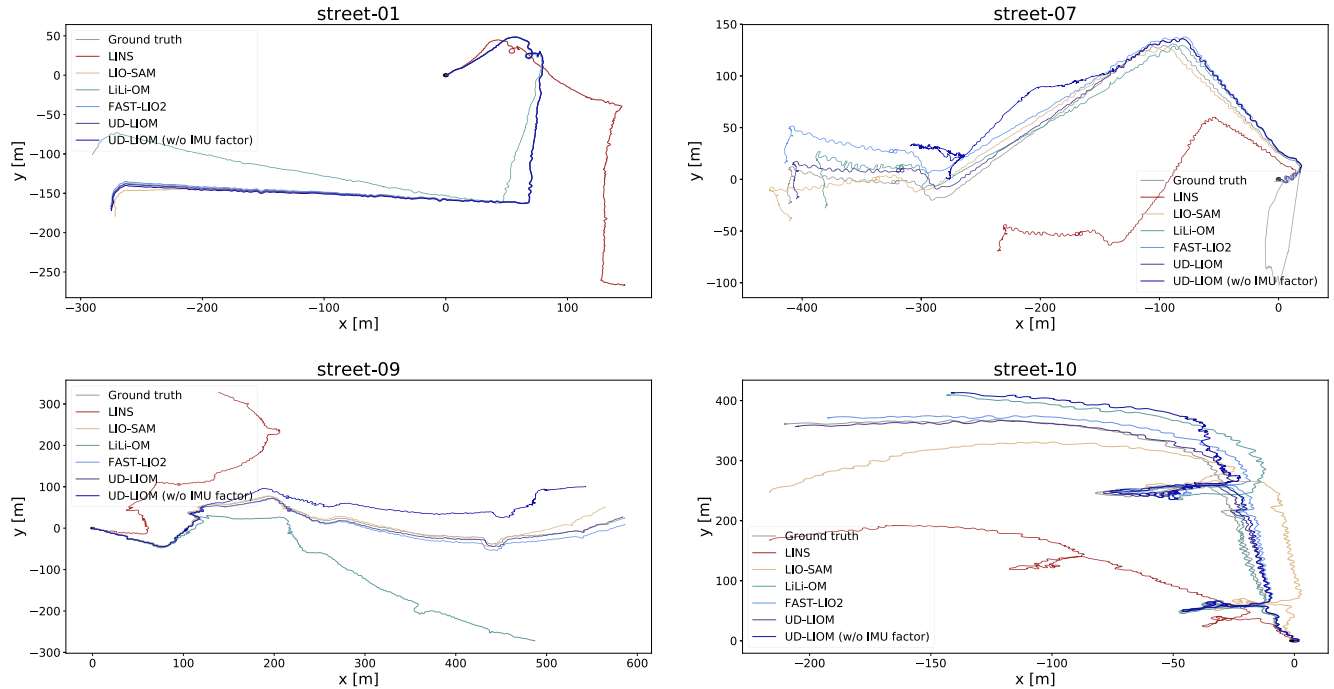 street-01
50
0
−50
−100
−150
−200
−250
y [m]
Ground truth
LINS
LIO-SAM
LiLi-OM
FAST-LIO2
UD-LIOM
UD-LIOM (w/o IMU factor)
−300
−200
−100
0
100
x [m]
street-07
150
100
50
0
−50
−100
y [m]
Ground truth
LINS
LIO-SAM
LiLi-OM
FAST-LIO2
UD-LIOM
UD-LIOM (w/o IMU factor)
−400
−300
−200
−100
0
x [m]
street-09
300
200
100
0
−100
−200
−300
y [m]
Ground truth
LINS
LIO-SAM
LiLi-OM
FAST-LIO2
UD-LIOM
UD-LIOM (w/o IMU factor)
0
100
200
300
400
500
600
x [m]
street-10
400
300
200
100
0
y [m]
Ground truth
LINS
LIO-SAM
LiLi-OM
FAST-LIO2
UD-LIOM
UD-LIOM (w/o IMU factor)
−200
−150
−100
−50
0
x [m]